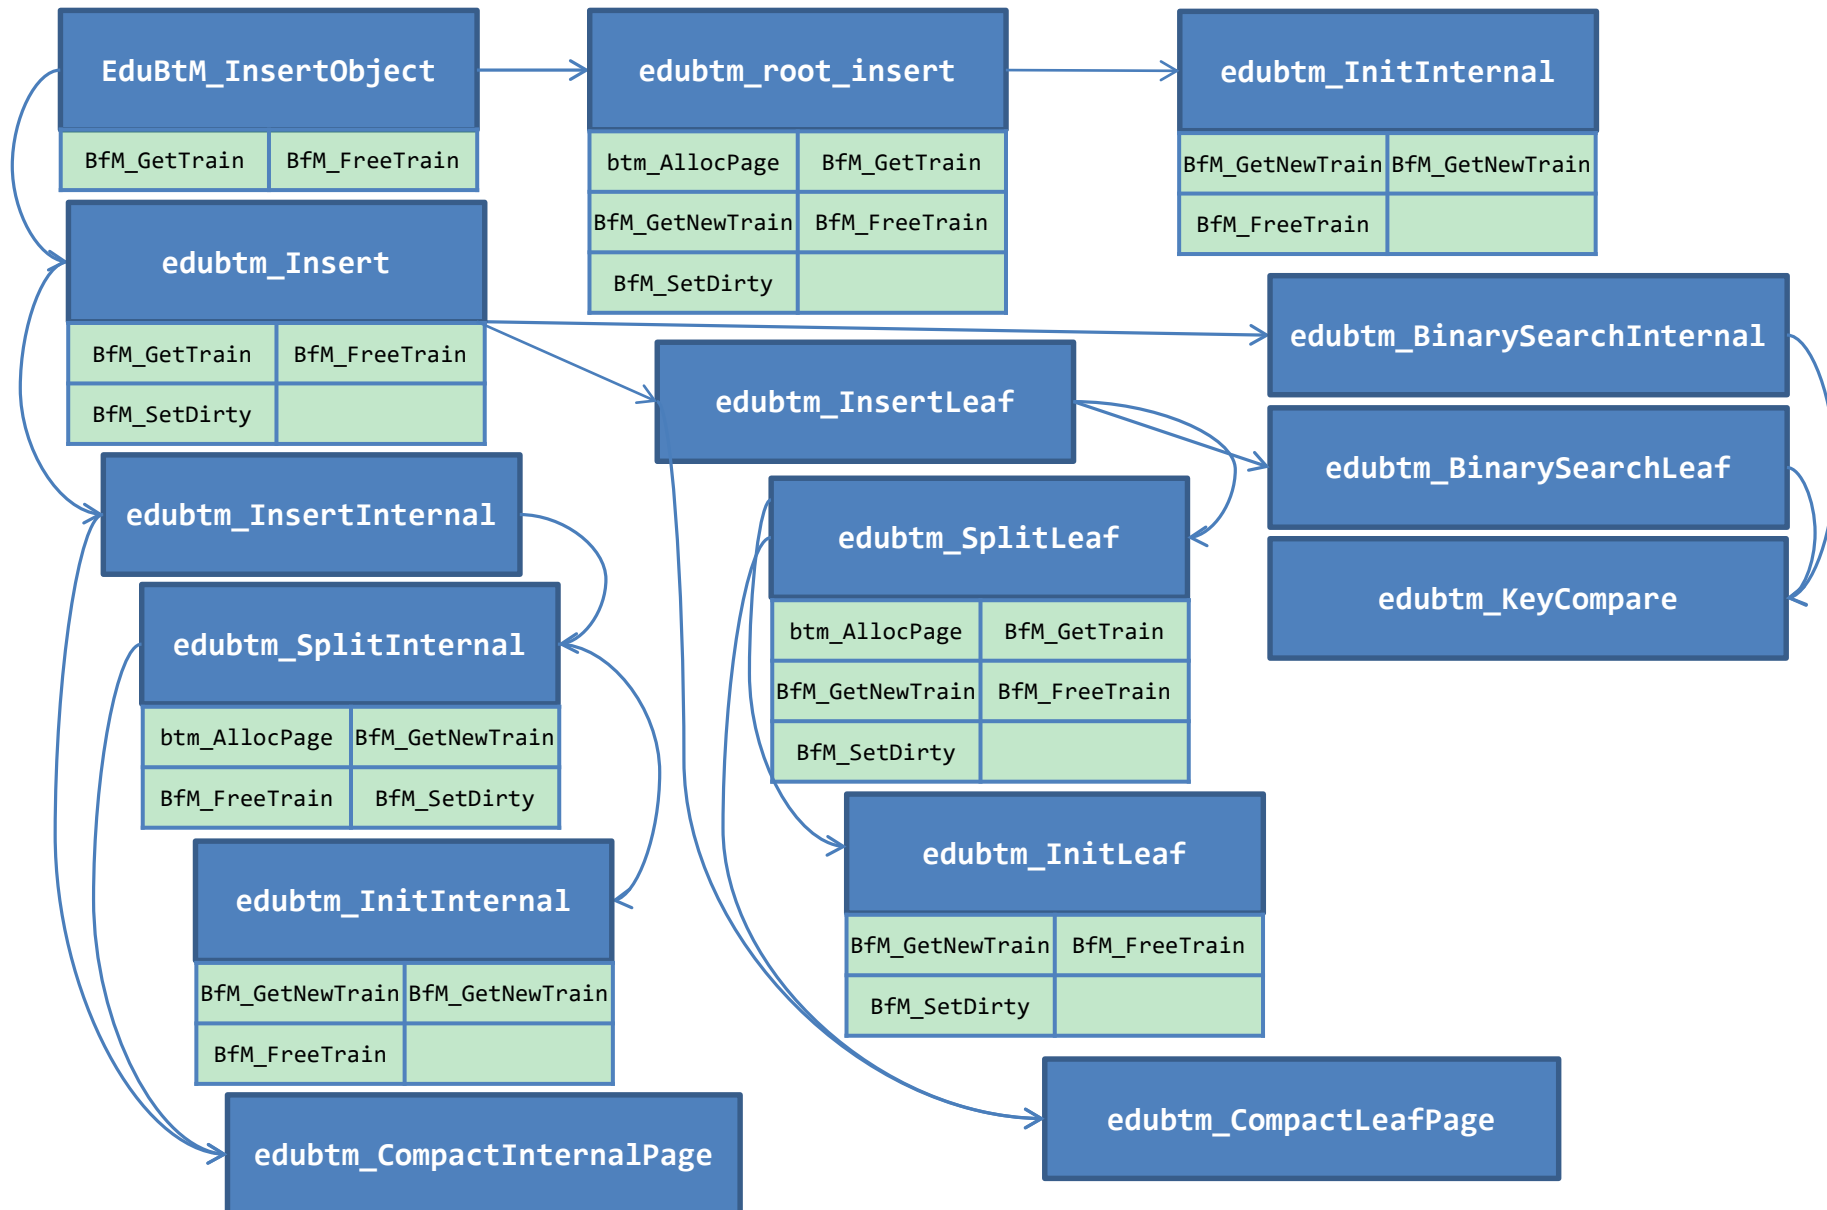 EduBtM_InsertObject
BfM_GetTrain BfM_FreeTrain
edubtm_root_insert
btm_AllocPage BfM_GetTrain
BfM_GetNewTrain BfM_FreeTrain
BfM_SetDirty
edubtm_InitInternal
BfM_GetNewTrain BfM_GetNewTrain
BfM_FreeTrain
edubtm_Insert
BfM_GetTrain BfM_FreeTrain
BfM_SetDirty
edubtm_BinarySearchInternal
edubtm_InsertLeaf
edubtm_BinarySearchLeaf
edubtm_InsertInternal
edubtm_SplitLeaf
btm_AllocPage BfM_GetTrain
BfM_GetNewTrain BfM_FreeTrain
BfM_SetDirty
edubtm_KeyCompare
edubtm_SplitInternal
btm_AllocPage BfM_GetNewTrain
BfM_FreeTrain BfM_SetDirty
edubtm_InitLeaf
BfM_GetNewTrain BfM_FreeTrain
BfM_SetDirty
edubtm_InitInternal
BfM_GetNewTrain BfM_GetNewTrain
BfM_FreeTrain
edubtm_CompactLeafPage
edubtm_CompactInternalPage